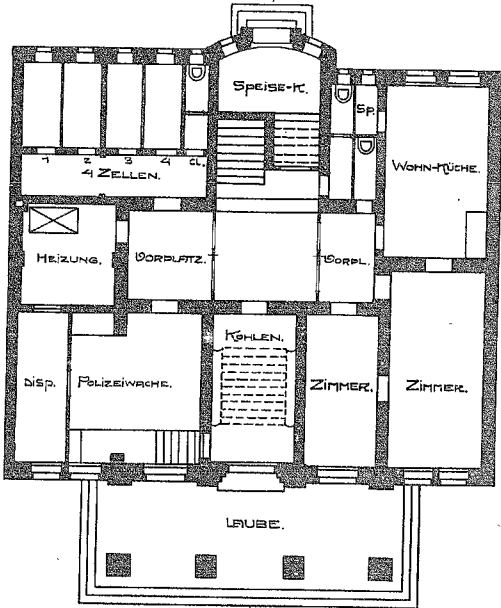 SPEISE-K.
SP.
WOHN-KÜCHE.
1 2 3 4 CL.
4 ZELLEN.
HEIZUNG.
VORPLATZ.
VORPL.
KOHLEN.
DISP.
POLIZEIWACHE.
ZIMMER.
ZIMMER.
LAUBE.